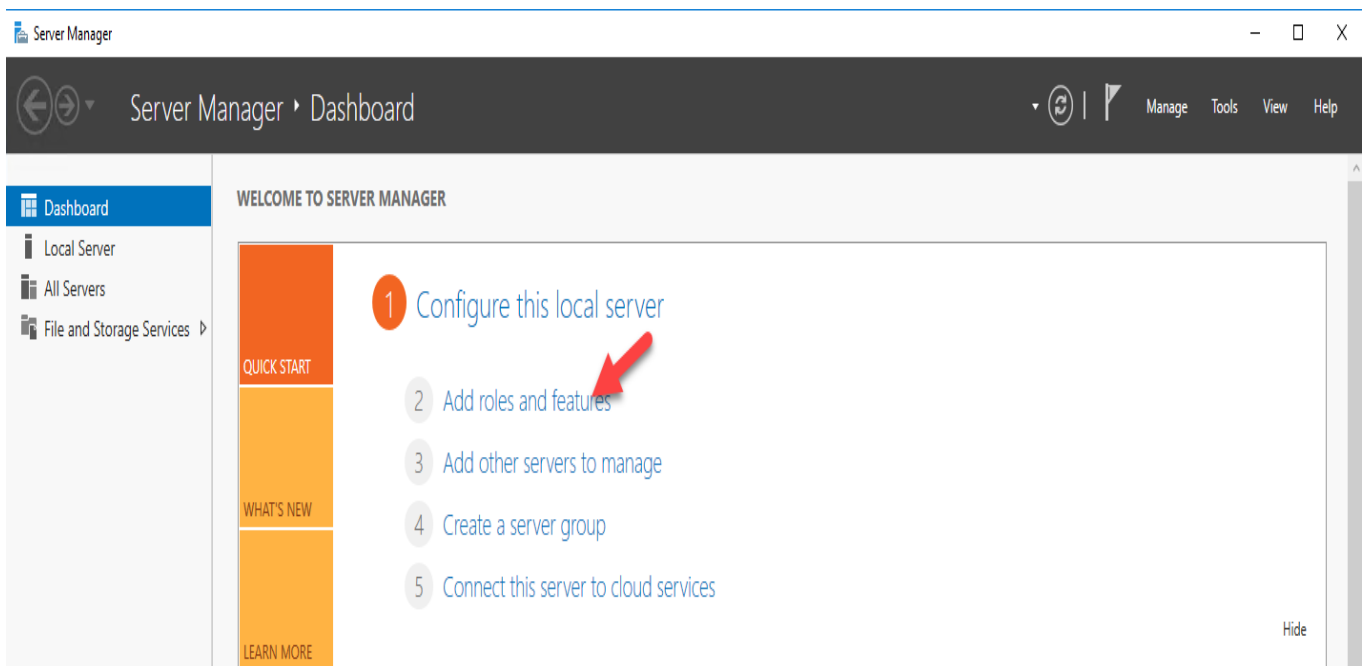 Server Manager
Server Manager ‣ Dashboard
Manage Tools View Help
Dashboard
Local Server
All Servers
File and Storage Services
WELCOME TO SERVER MANAGER
QUICK START
WHAT'S NEW
LEARN MORE
1 Configure this local server
2 Add roles and features
3 Add other servers to manage
4 Create a server group
5 Connect this server to cloud services
Hide